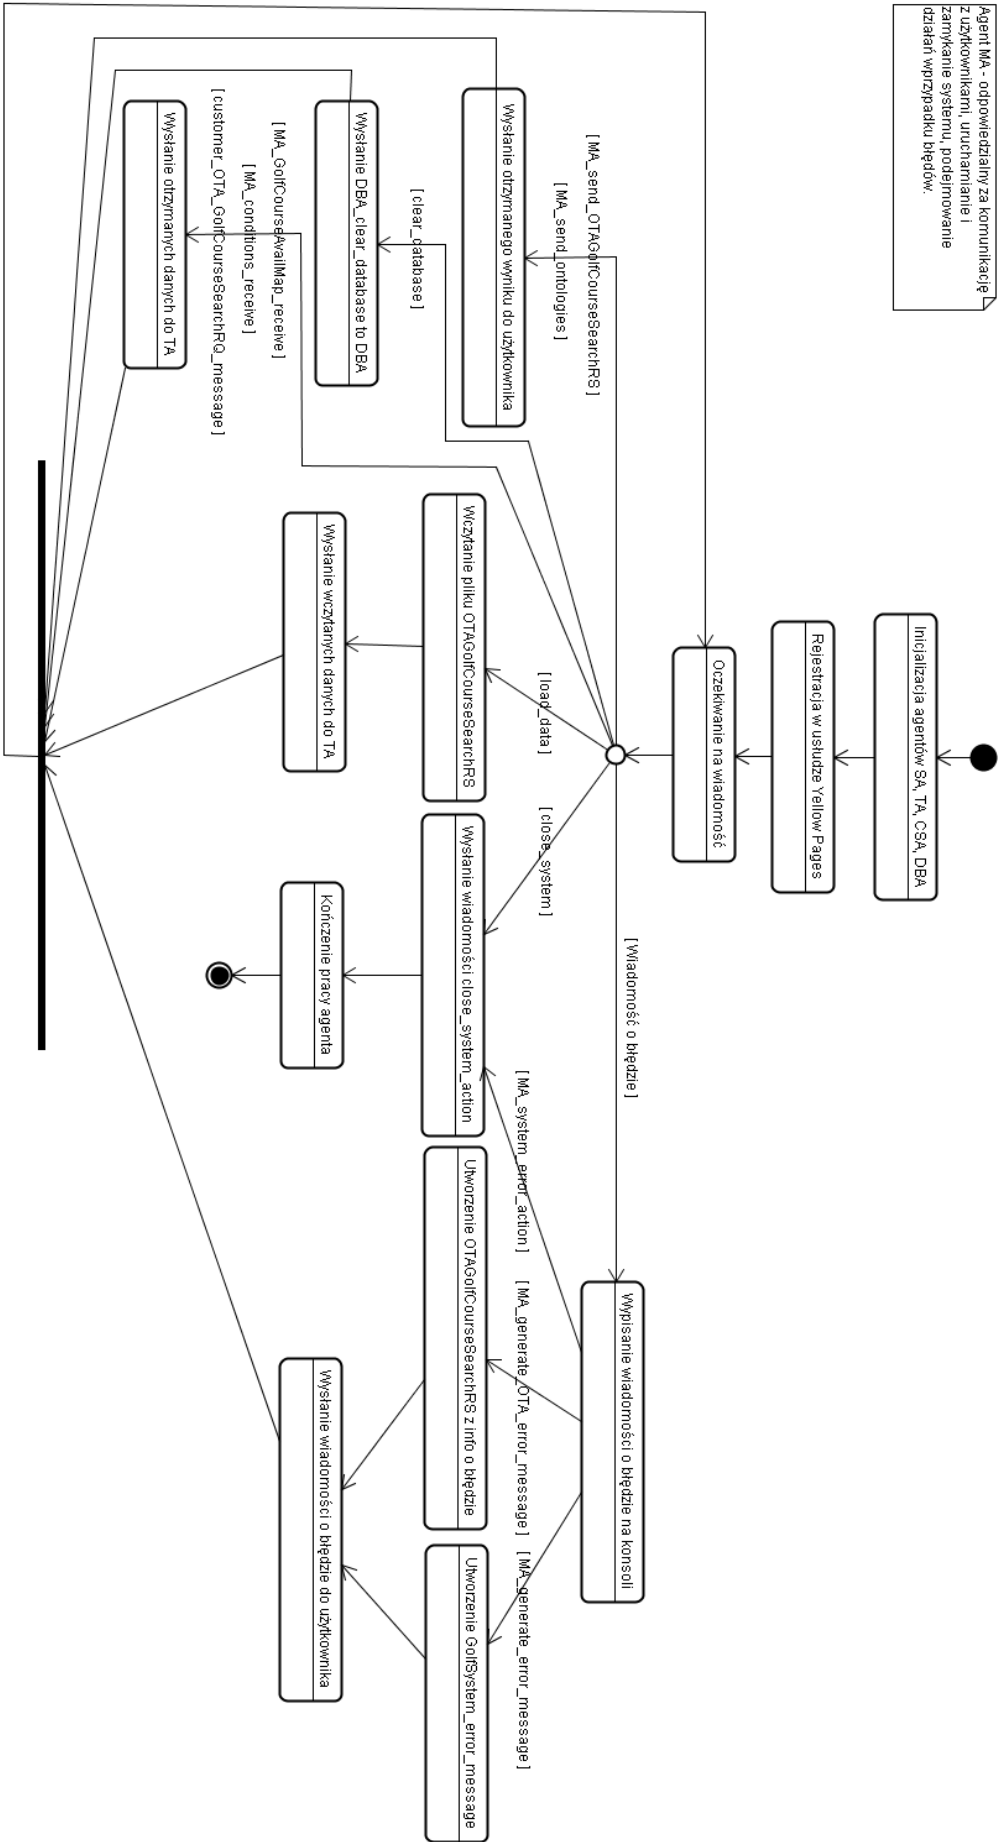 Agent MA - odpowiedzialny za komunikację
z użytkownikami, uruchamianie i
zamykanie systemu, podejmowanie
działań wprzypadku błędów.
Inicjalizacja agentów SA, TA, CSA, DBA
Rejestracja w usłudze Yellow Pages
Oczekiwanie na wiadomość
[ Wiadomość o błędzie ]
Wypisanie wiadomości o błędzie na konsoli
[ MA_send_OTAGolfCourseSearchRS ]
[ MA_send_ontologies ]
[ load_data ]
[ close_system ]
[ MA_system_error_action ]
[ MA_generate_OTA_error_message ]
[ MA_generate_error_message ]
Wysłanie otrzymanego wyniku do użytkownika
Wczytanie pliku OTAGolfCourseSearchRS
Wysłanie wiadomości close_system_action
Utworzenie OTAGolfCourseSearchRS z info o błędzie
Utworzenie GolfSystem_error_message
[ clear_database ]
Wysłanie DBA_clear_database to DBA
Wysłanie wczytanych danych do TA
Kończenie pracy agenta
Wysłanie wiadomości o błędzie do użytkownika
[ MA_GolfCourseAvailMap_receive ]
[ MA_conditions_receive ]
[ customer_OTA_GolfCourseSearchRQ_message ]
Wysłanie otrzymanych danych do TA